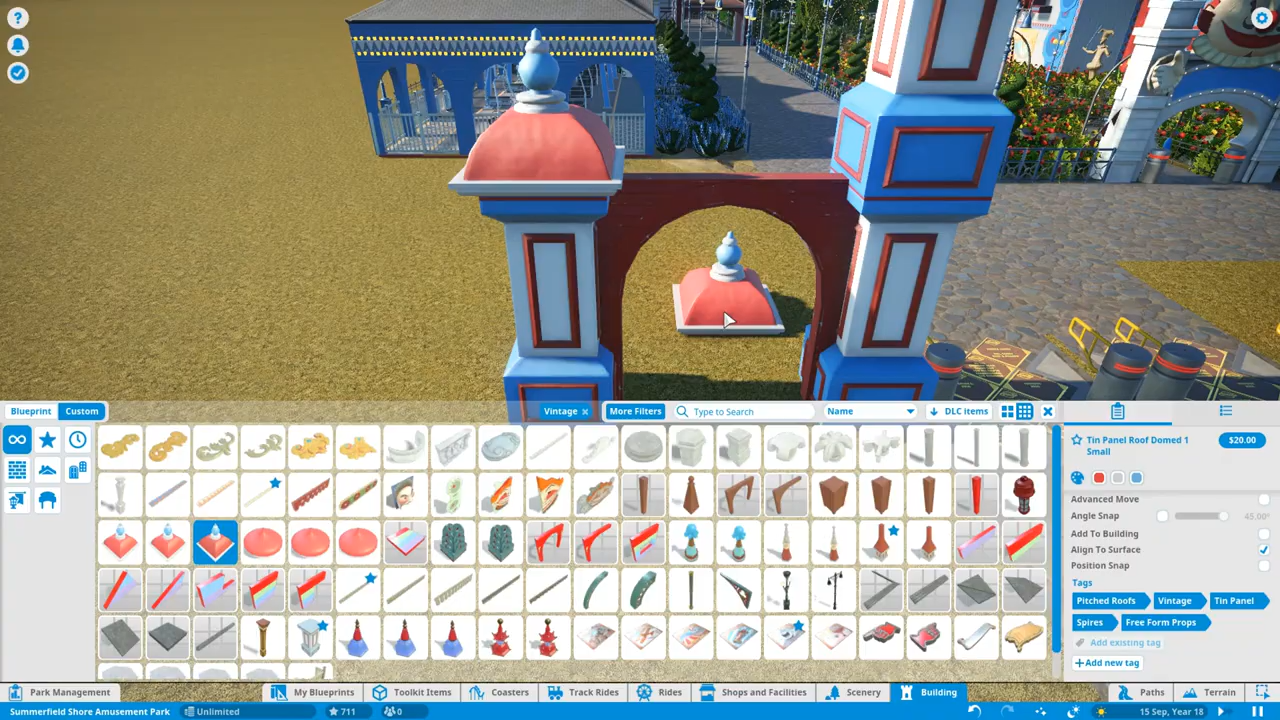 ?
Blueprint
Custom
Vintage ×
More Filters
Type to Search
Name
DLC items
Tin Panel Roof Domed 1
Small
$20.00
Advanced Move
Angle Snap
45.00°
Add To Building
Align To Surface
Position Snap
Tags
Pitched Roofs
Vintage
Tin Panel
Spires
Free Form Props
Add existing tag
+Add new tag
Park Management
My Blueprints
Toolkit Items
Coasters
Track Rides
Rides
Shops and Facilities
Scenery
Building
Paths
Terrain
Summerfield Shore Amusement Park
Unlimited
711
0
15 Sep, Year 18